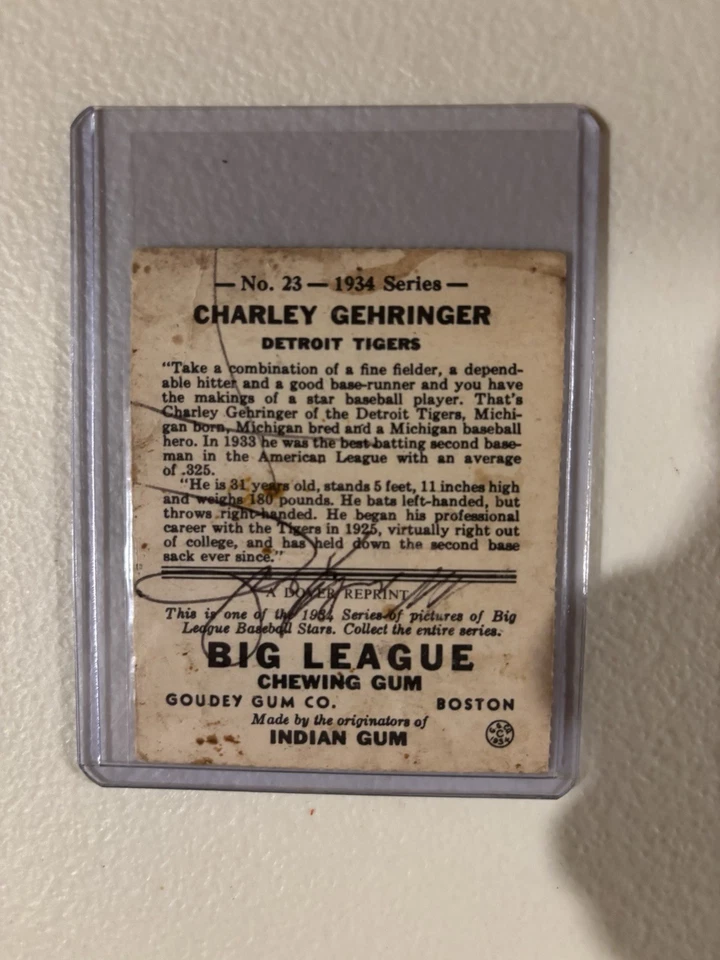 — No. 23 — 1934 Series —
CHARLEY GEHRINGER
DETROIT TIGERS
"Take a combination of a fine fielder, a depend-
able hitter and a good base-runner and you have
the makings of a star baseball player. That's
Charley Gehringer of the Detroit Tigers, Michi-
gan born, Michigan bred and a Michigan baseball
hero. In 1933 he was the best batting second base-
man in the American League with an average
of .325.
"He is 31 years old, stands 5 feet, 11 inches high
and weighs 180 pounds. He bats left-handed, but
throws right-handed. He began his professional
career with the Tigers in 1925, virtually right out
of college, and has held down the second base
sack ever since."
A DOVER REPRINT
This is one of the 1934 Series of pictures of Big
League Baseball Stars. Collect the entire series.
BIG LEAGUE
CHEWING GUM
GOUDEY GUM CO. BOSTON
Made by the originators of
INDIAN GUM